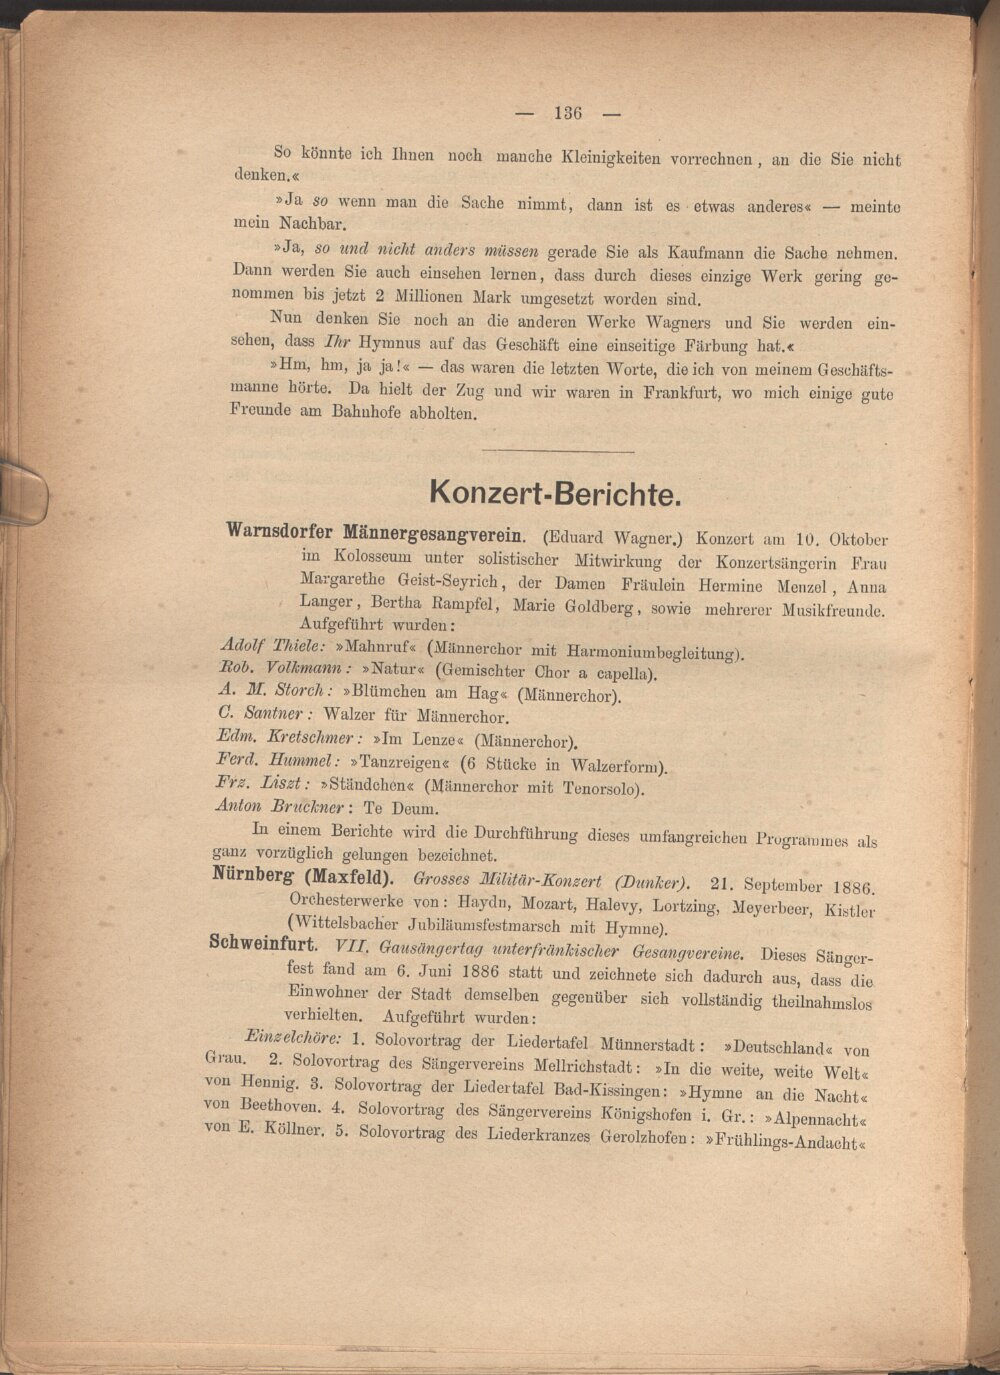 — 136 —
So könnte ich Ihnen noch manche Kleinigkeiten vorrechnen, an die Sie nicht
denken.«
»Ja so wenn man die Sache nimmt, dann ist es etwas anderes« — meinte
mein Nachbar.
»Ja, so und nicht anders müssen gerade Sie als Kaufmann die Sache nehmen.
Dann werden Sie auch einsehen lernen, dass durch dieses einzige Werk gering ge-
nommen bis jetzt 2 Millionen Mark umgesetzt worden sind.
Nun denken Sie noch an die anderen Werke Wagners und Sie werden ein-
sehen, dass Ihr Hymnus auf das Geschäft eine einseitige Färbung hat.«
»Hm, hm, ja ja!« — das waren die letzten Worte, die ich von meinem Geschäfts-
manne hörte. Da hielt der Zug und wir waren in Frankfurt, wo mich einige gute
Freunde am Bahnhofe abholten.
Konzert-Berichte.
Warnsdorfer Männergesangverein. (Eduard Wagner.) Konzert am 10. Oktober
im Kolosseum unter solistischer Mitwirkung der Konzertsängerin Frau
Margarethe Geist-Seyrich, der Damen Fräulein Hermine Menzel, Anna
Langer, Bertha Rampfel, Marie Goldberg, sowie mehrerer Musikfreunde.
Aufgeführt wurden:
Adolf Thiele: »Mahnruf« (Männerchor mit Harmoniumbegleitung).
Rob. Volkmann: »Natur« (Gemischter Chor a capella).
A. M. Storch: »Blümchen am Hag« (Männerchor).
C. Santner: Walzer für Männerchor.
Edm. Kretschmer: »Im Lenze« (Männerchor).
Ferd. Hummel: »Tanzreigen« (6 Stücke in Walzerform).
Frz. Liszt: »Ständchen« (Männerchor mit Tenorsolo).
Anton Bruckner: Te Deum.
In einem Berichte wird die Durchführung dieses umfangreichen Programmes als
ganz vorzüglich gelungen bezeichnet.
Nürnberg (Maxfeld). Grosses Militär-Konzert (Dunker). 21. September 1886.
Orchesterwerke von: Haydn, Mozart, Halevy, Lortzing, Meyerbeer, Kistler
(Wittelsbacher Jubiläumsfestmarsch mit Hymne).
Schweinfurt. VII. Gausängertag unterfränkischer Gesangvereine. Dieses Sänger-
fest fand am 6. Juni 1886 statt und zeichnete sich dadurch aus, dass die
Einwohner der Stadt demselben gegenüber sich vollständig theilnahmslos
verhielten. Aufgeführt wurden:
Einzelchöre: 1. Solovortrag der Liedertafel Münnerstadt: »Deutschland« von
Grau. 2. Solovortrag des Sängervereins Mellrichstadt: »In die weite, weite Welt«
von Hennig. 3. Solovortrag der Liedertafel Bad-Kissingen: »Hymne an die Nacht«
von Beethoven. 4. Solovortrag des Sängervereins Königshofen i. Gr.: »Alpennacht«
von E. Köllner. 5. Solovortrag des Liederkranzes Gerolzhofen: »Frühlings-Andacht«